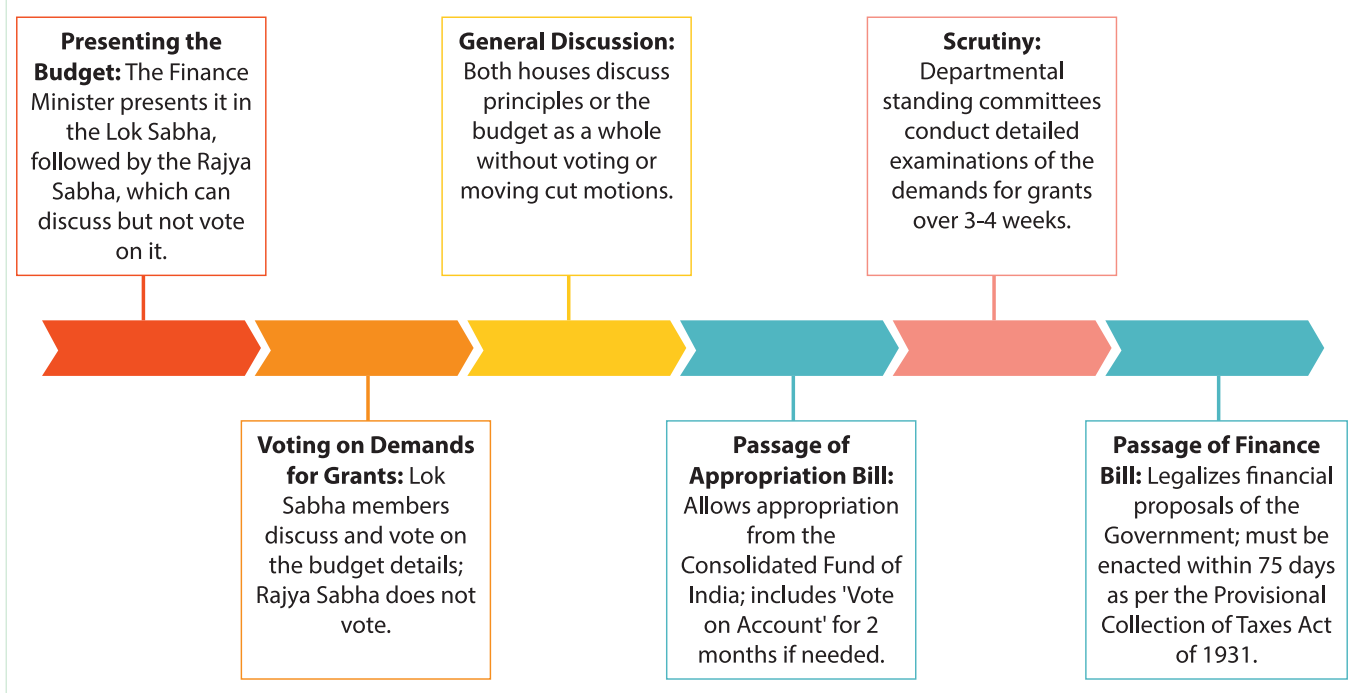 Presenting the
Budget: The Finance
Minister presents it in
the Lok Sabha,
followed by the Rajya
Sabha, which can
discuss but not vote
on it.
General Discussion:
Both houses discuss
principles or the
budget as a whole
without voting or
moving cut motions.
Scrutiny:
Departmental
standing committees
conduct detailed
examinations of the
demands for grants
over 3-4 weeks.
Voting on Demands
for Grants: Lok
Sabha members
discuss and vote on
the budget details;
Rajya Sabha does not
vote.
Passage of
Appropriation Bill:
Allows appropriation
from the
Consolidated Fund of
India; includes 'Vote
on Account' for 2
months if needed.
Passage of Finance
Bill: Legalizes financial
proposals of the
Government; must be
enacted within 75 days
as per the Provisional
Collection of Taxes Act
of 1931.